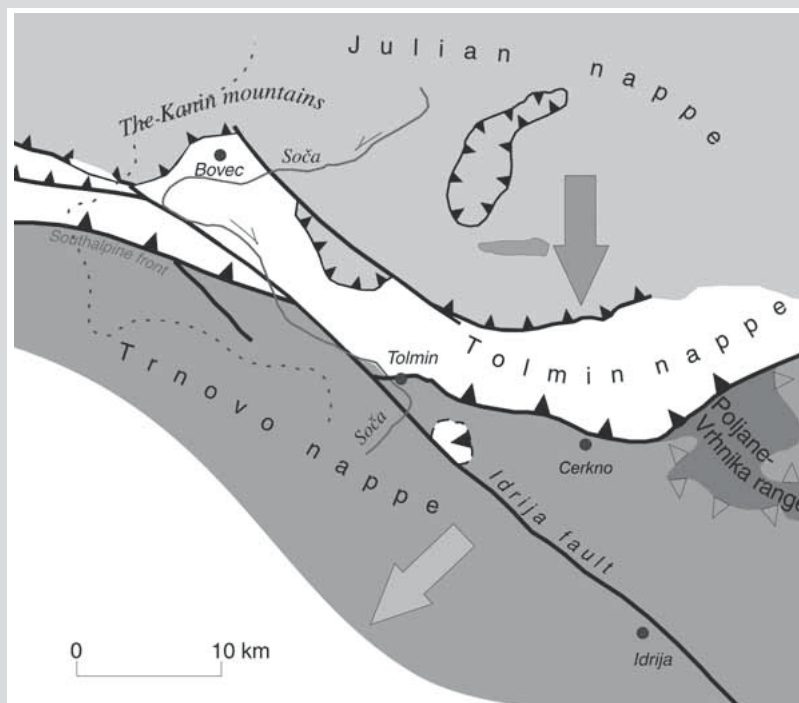 Julian nappe
The Kanin mountains
Soča
Bovec
Southalpine front
Tolmin nappe
Tolmin
Trnovo nappe
Soča
Poljane-
Vrhnika range
Cerkno
Idrija fault
0 10 km
Idrija